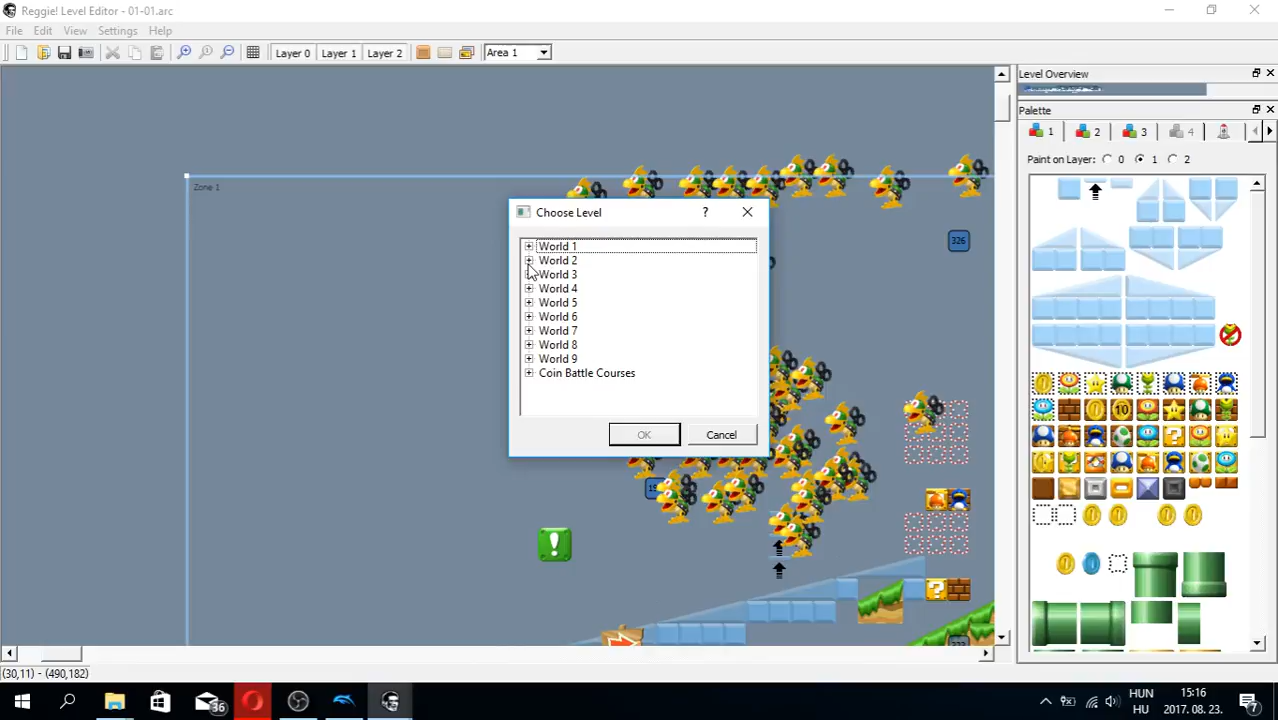 Reggie! Level Editor - 01-01.arc
File Edit View Settings Help
Layer 0 Layer 1 Layer 2 Area 1
Level Overview
Palette
1 2 3 4
Paint on Layer: 0 1 2
Zone 1
326
Choose Level
?
World 1
World 2
World 3
World 4
World 5
World 6
World 7
World 8
World 9
Coin Battle Courses
OK Cancel
10
(30,11) - (490,182)
36
HUN
HU
15:16
2017. 08. 23.
7